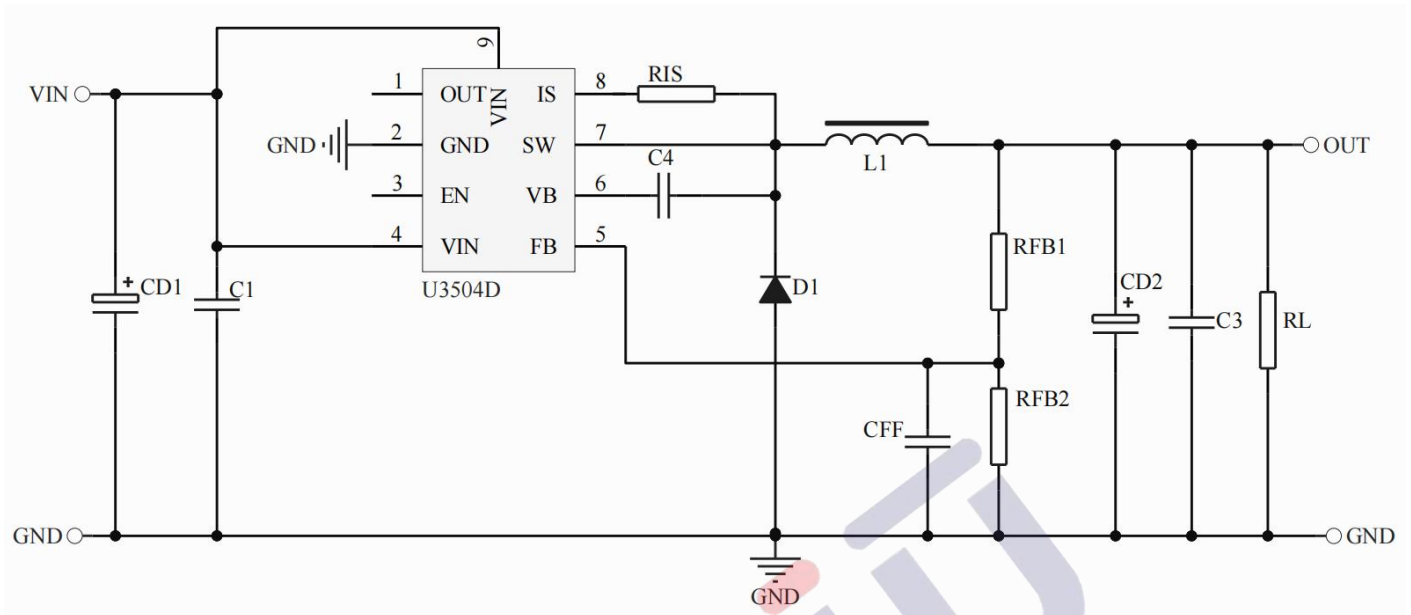 9
VIN
1
OUT
VIN
IS
8
RIS
GND
2
GND
SW
7
L1
OUT
3
EN
VB
6
C4
4
VIN
FB
5
U3504D
CD1
+
C1
D1
RFB1
CD2
+
C3
RL
RFB2
CFF
GND
GND
GND